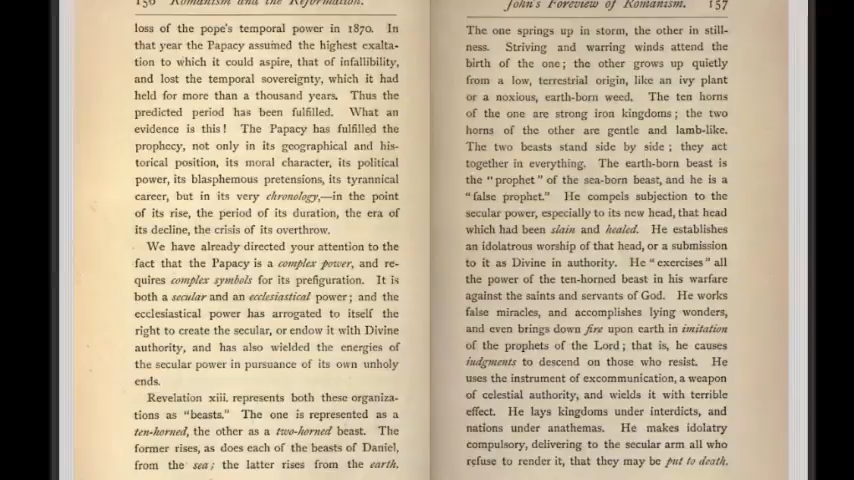 156 Romanism and the Reformation.
loss of the pope's temporal power in 1870. In
that year the Papacy assumed the highest exalta-
tion to which it could aspire, that of infallibility,
and lost the temporal sovereignty, which it had
held for more than a thousand years. Thus the
predicted period has been fulfilled. What an
evidence is this! The Papacy has fulfilled the
prophecy, not only in its geographical and his-
torical position, its moral character, its political
power, its blasphemous pretensions, its tyrannical
career, but in its very chronology,—in the point
of its rise, the period of its duration, the era of
its decline, the crisis of its overthrow.
We have already directed your attention to the
fact that the Papacy is a complex power, and re-
quires complex symbols for its prefiguration. It is
both a secular and an ecclesiastical power; and the
ecclesiastical power has arrogated to itself the
right to create the secular, or endow it with Divine
authority, and has also wielded the energies of
the secular power in pursuance of its own unholy
ends.
Revelation xiii. represents both these organiza-
tions as "beasts." The one is represented as a
ten-horned, the other as a two-horned beast. The
former rises, as does each of the beasts of Daniel,
from the sea; the latter rises from the earth.
John's Foreview of Romanism. 157
The one springs up in storm, the other in still-
ness. Striving and warring winds attend the
birth of the one; the other grows up quietly
from a low, terrestrial origin, like an ivy plant
or a noxious, earth-born weed. The ten horns
of the one are strong iron kingdoms; the two
horns of the other are gentle and lamb-like.
The two beasts stand side by side; they act
together in everything. The earth-born beast is
the "prophet" of the sea-born beast, and he is a
"false prophet." He compels subjection to the
secular power, especially to its new head, that head
which had been slain and healed. He establishes
an idolatrous worship of that head, or a submission
to it as Divine in authority. He "exercises" all
the power of the ten-horned beast in his warfare
against the saints and servants of God. He works
false miracles, and accomplishes lying wonders,
and even brings down fire upon earth in imitation
of the prophets of the Lord; that is, he causes
judgments to descend on those who resist. He
uses the instrument of excommunication, a weapon
of celestial authority, and wields it with terrible
effect. He lays kingdoms under interdicts, and
nations under anathemas. He makes idolatry
compulsory, delivering to the secular arm all who
refuse to render it, that they may be put to death.